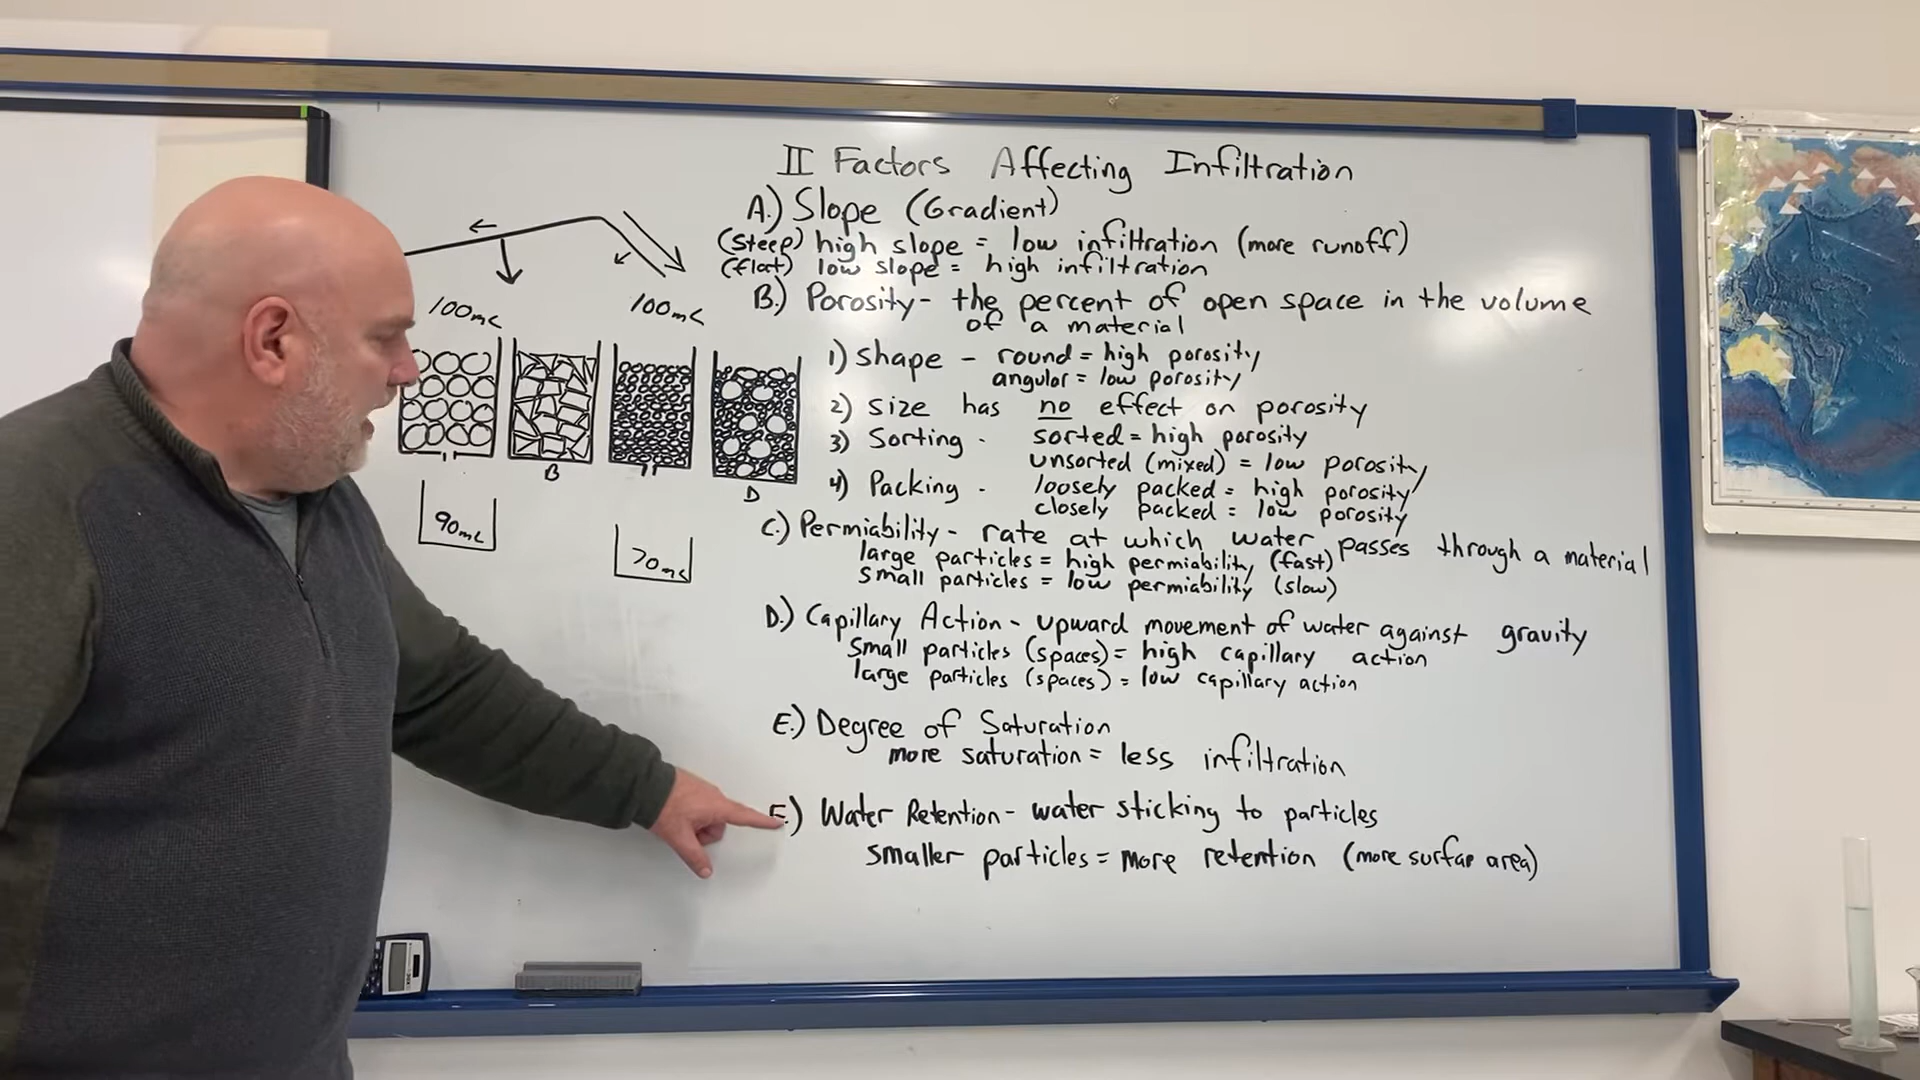 II Factors Affecting Infiltration
A.) Slope (Gradient)
(Steep) high slope = low infiltration (more runoff)
(flat) low slope = high infiltration
B.) Porosity - the percent of open space in the volume
of a material
1) Shape - round = high porosity
angular = low porosity
2) Size has no effect on porosity
3) Sorting - sorted = high porosity
unsorted (mixed) = low porosity
4) Packing - loosely packed = high porosity
closely packed = low porosity
C.) Permiability - rate at which water passes through a material
large particles = high permiability (fast)
small particles = low permiability (slow)
D.) Capillary Action - upward movement of water against gravity
small particles (spaces) = high capillary action
large particles (spaces) = low capillary action
E.) Degree of Saturation
more saturation = less infiltration
F.) Water Retention - water sticking to particles
smaller particles = more retention (more surfac area)
100mL
100mL
B
D
90mL
70mL